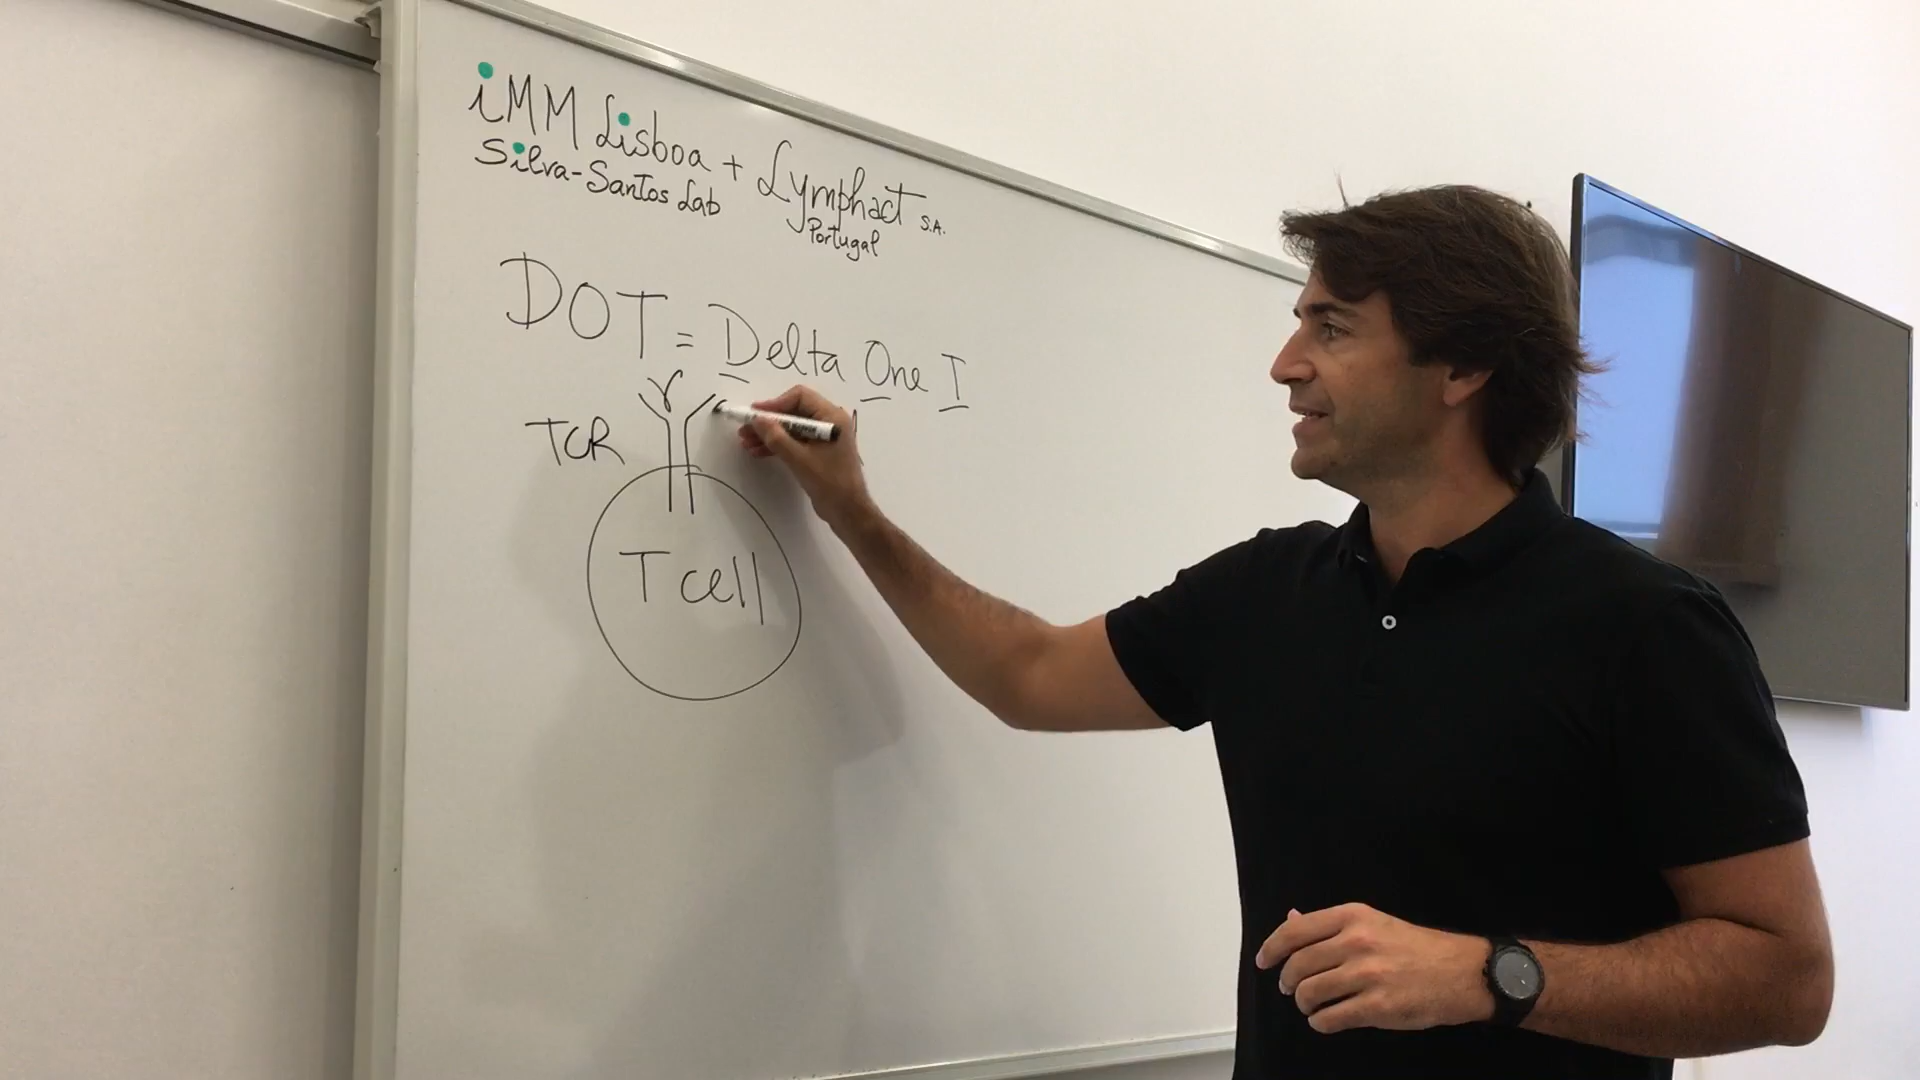 iMM Lisboa + Lymphact S.A.
Silva-Santos Lab
Portugal
DOT = Delta One T
γ
TCR
T cell